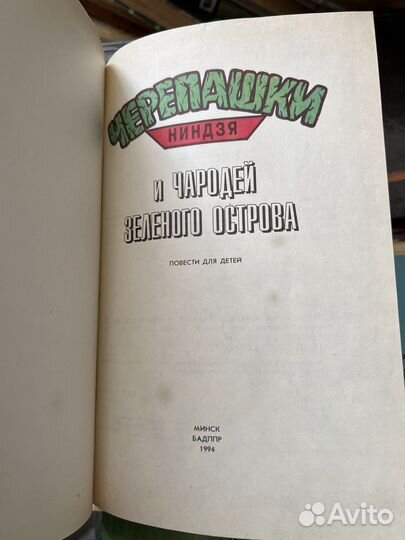 ЧЕРЕПАШКИ
НИНДЗЯ
И ЧАРОДЕЙ
ЗЕЛЕНОГО ОСТРОВА
ПОВЕСТИ ДЛЯ ДЕТЕЙ
МИНСК
БАДППР
1994
Avito